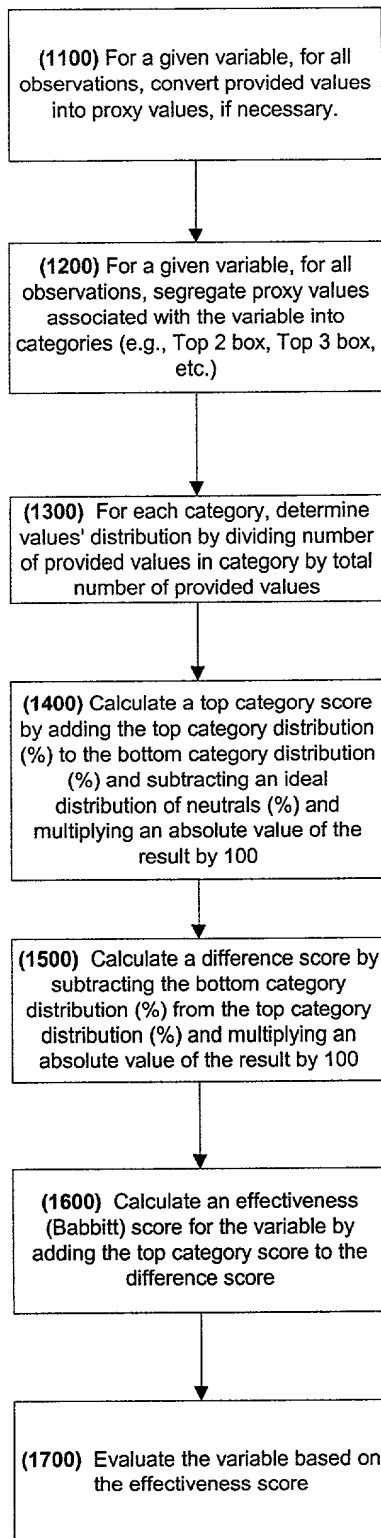 (1100) For a given variable, for all
observations, convert provided values
into proxy values, if necessary.
(1200) For a given variable, for all
observations, segregate proxy values
associated with the variable into
categories (e.g., Top 2 box, Top 3 box,
etc.)
(1300) For each category, determine
values' distribution by dividing number
of provided values in category by total
number of provided values
(1400) Calculate a top category score
by adding the top category distribution
(%) to the bottom category distribution
(%) and subtracting an ideal
distribution of neutrals (%) and
multiplying an absolute value of the
result by 100
(1500) Calculate a difference score by
subtracting the bottom category
distribution (%) from the top category
distribution (%) and multiplying an
absolute value of the result by 100
(1600) Calculate an effectiveness
(Babbitt) score for the variable by
adding the top category score to the
difference score
(1700) Evaluate the variable based on
the effectiveness score